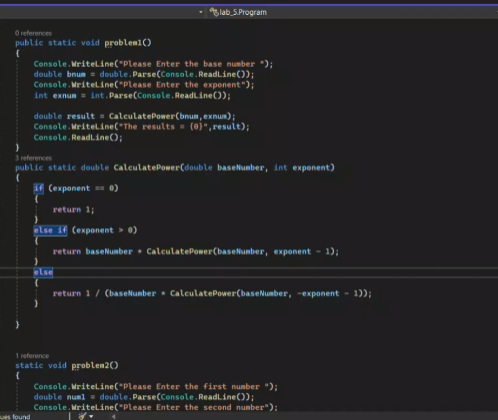 lab_5.Program
0 references
public static void problem1()
{
Console.WriteLine("Please Enter the base number ");
double bnum = double.Parse(Console.ReadLine());
Console.WriteLine("Please Enter the exponent");
int exnum = int.Parse(Console.ReadLine());
double result = CalculatePower(bnum,exnum);
Console.WriteLine("The results = {0}",result);
Console.ReadLine();
}
3 references
public static double CalculatePower(double baseNumber, int exponent)
{
if (exponent == 0)
{
return 1;
}
else if (exponent > 0)
{
return baseNumber * CalculatePower(baseNumber, exponent - 1);
}
else
{
return 1 / (baseNumber * CalculatePower(baseNumber, -exponent - 1));
}
}
1 reference
static void problem2()
{
Console.WriteLine("Please Enter the first number ");
double num1 = double.Parse(Console.ReadLine());
Console.WriteLine("Please Enter the second number");
ues found